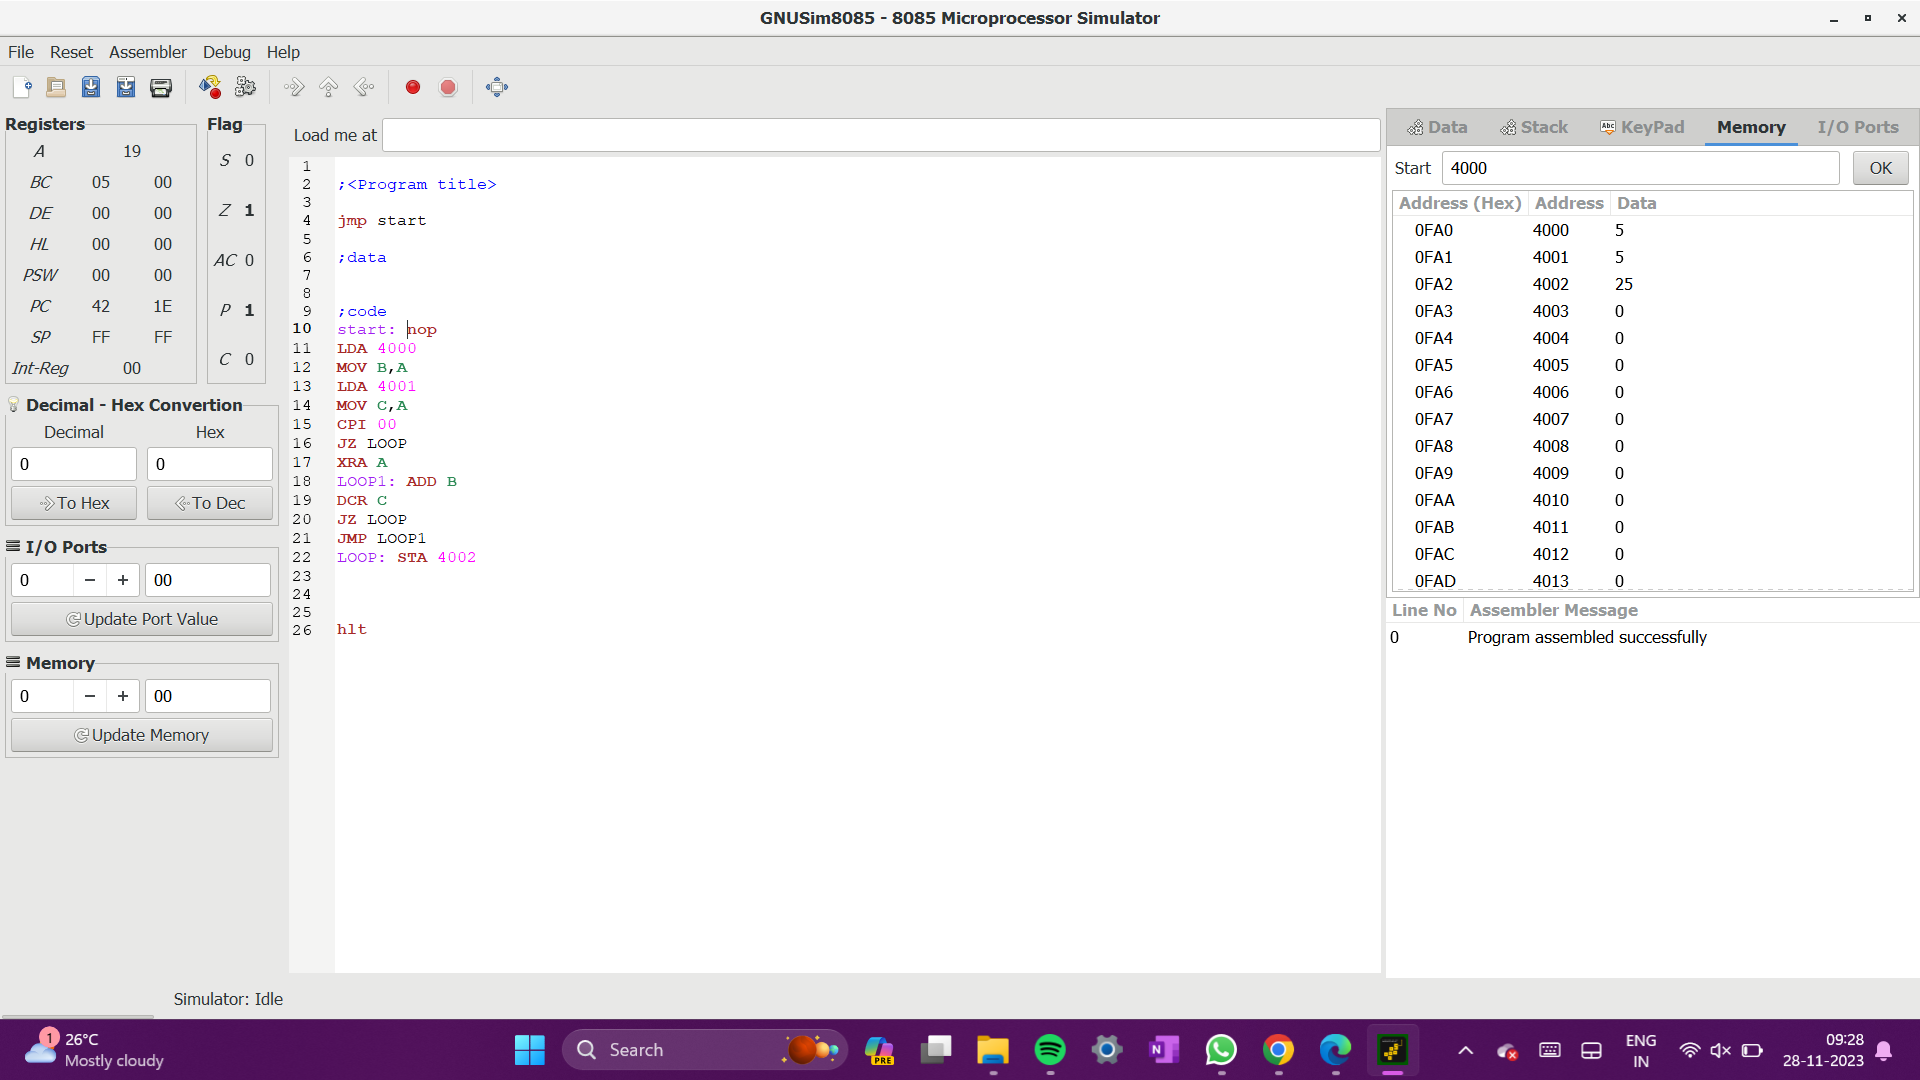 GNUSim8085 - 8085 Microprocessor Simulator
File Reset Assembler Debug Help
Registers
A 19
BC 05 00
DE 00 00
HL 00 00
PSW 00 00
PC 42 1E
SP FF FF
Int-Reg 00
Flag
S 0
Z 1
AC 0
P 1
C 0
Decimal - Hex Convertion
Decimal Hex
0 0
To Hex To Dec
I/O Ports
0 − + 00
Update Port Value
Memory
0 − + 00
Update Memory
Load me at
1
2 ;<Program title>
3
4 jmp start
5
6 ;data
7
8
9 ;code
10 start: nop
11 LDA 4000
12 MOV B,A
13 LDA 4001
14 MOV C,A
15 CPI 00
16 JZ LOOP
17 XRA A
18 LOOP1: ADD B
19 DCR C
20 JZ LOOP
21 JMP LOOP1
22 LOOP: STA 4002
23
24
25
26 hlt
Data Stack Abc KeyPad Memory I/O Ports
Start 4000 OK
Address (Hex) Address Data
0FA0 4000 5
0FA1 4001 5
0FA2 4002 25
0FA3 4003 0
0FA4 4004 0
0FA5 4005 0
0FA6 4006 0
0FA7 4007 0
0FA8 4008 0
0FA9 4009 0
0FAA 4010 0
0FAB 4011 0
0FAC 4012 0
0FAD 4013 0
Line No Assembler Message
0 Program assembled successfully
Simulator: Idle
1 26°C
Mostly cloudy
Search
PRE
N
ENG
IN
09:28
28-11-2023